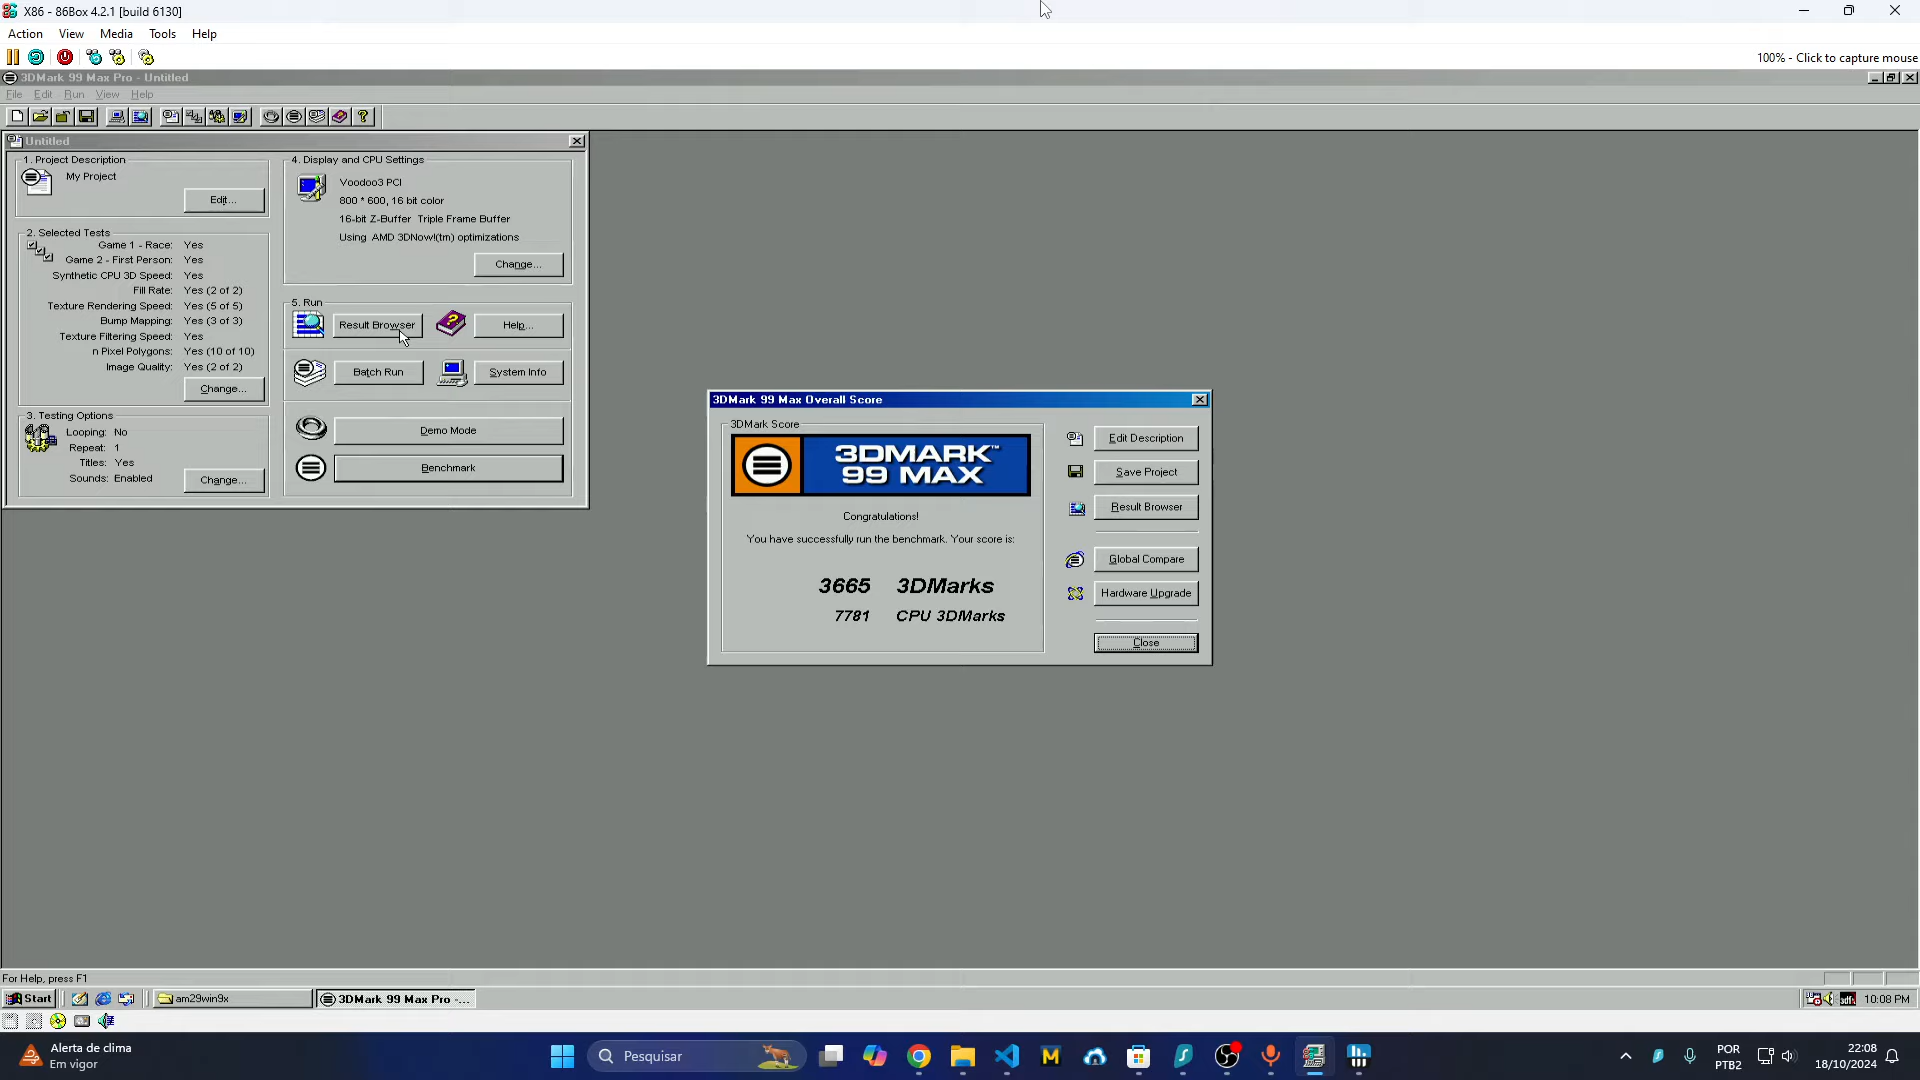 X86 - 86Box 4.2.1 [build 6130]
Action View Media Tools Help
100% - Click to capture mouse
3DMark 99 Max Pro - Untitled
File Edit Run View Help
Untitled
1. Project Description
My Project
Edit...
2. Selected Tests
Game 1 - Race: Yes
Game 2 - First Person: Yes
Synthetic CPU 3D Speed: Yes
Fill Rate: Yes (2 of 2)
Texture Rendering Speed: Yes (5 of 5)
Bump Mapping: Yes (3 of 3)
Texture Filtering Speed: Yes
n Pixel Polygons: Yes (10 of 10)
Image Quality: Yes (2 of 2)
Change...
3. Testing Options
Looping: No
Repeat: 1
Titles: Yes
Sounds: Enabled
Change...
4. Display and CPU Settings
Voodoo3 PCI
800 * 600, 16 bit color
16-bit Z-Buffer Triple Frame Buffer
Using AMD 3DNow!(tm) optimizations
Change...
5. Run
Result Browser
Help...
Batch Run
System Info
Demo Mode
Benchmark
3DMark 99 Max Overall Score
3DMark Score
3DMARK™
99 MAX
Congratulations!
You have successfully run the benchmark. Your score is:
3665 3DMarks
7781 CPU 3DMarks
Edit Description
Save Project
Result Browser
Global Compare
Hardware Upgrade
Close
For Help, press F1
Start
am29win9x
3DMark 99 Max Pro -...
10:08 PM
Alerta de clima
Em vigor
Pesquisar
POR
PTB2
22:08
18/10/2024